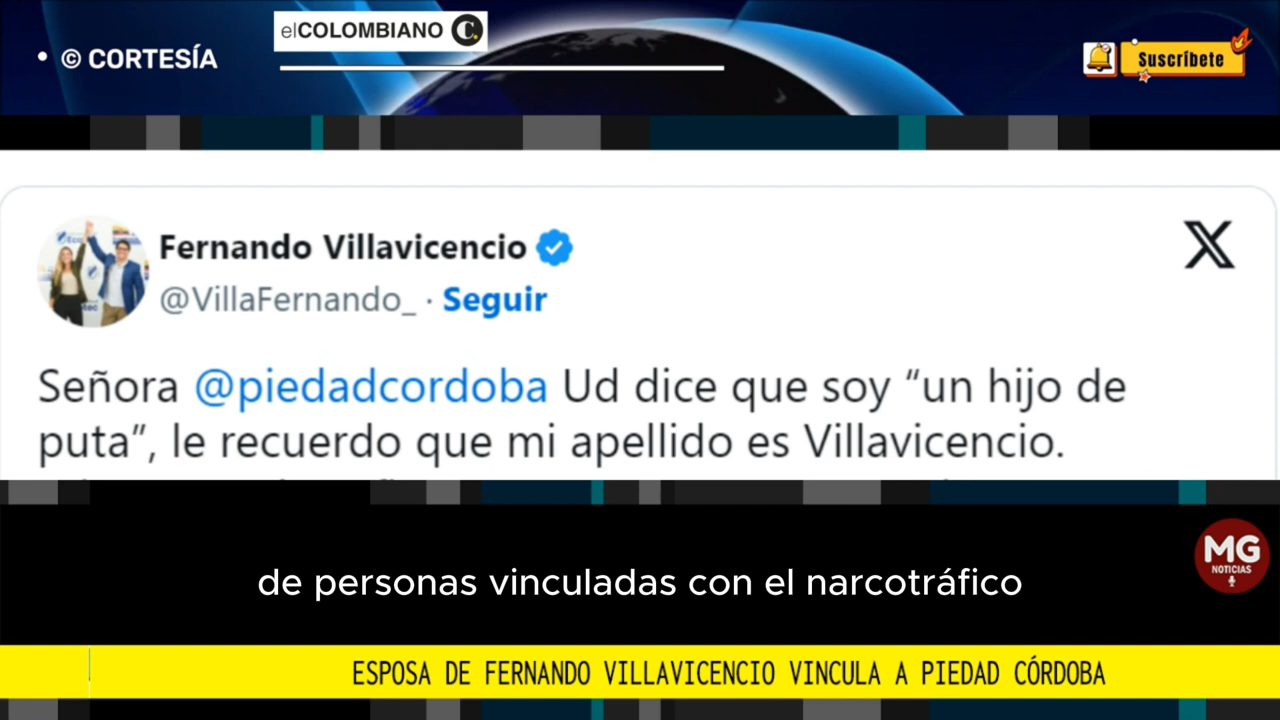 • © CORTESÍA
elCOLOMBIANO C.
Suscríbete
Fernando Villavicencio
X
@VillaFernando_ · Seguir
Señora @piedadcordoba Ud dice que soy “un hijo de
puta”, le recuerdo que mi apellido es Villavicencio.
MG
NOTICIAS
de personas vinculadas con el narcotráfico
ESPOSA DE FERNANDO VILLAVICENCIO VINCULA A PIEDAD CÓRDOBA